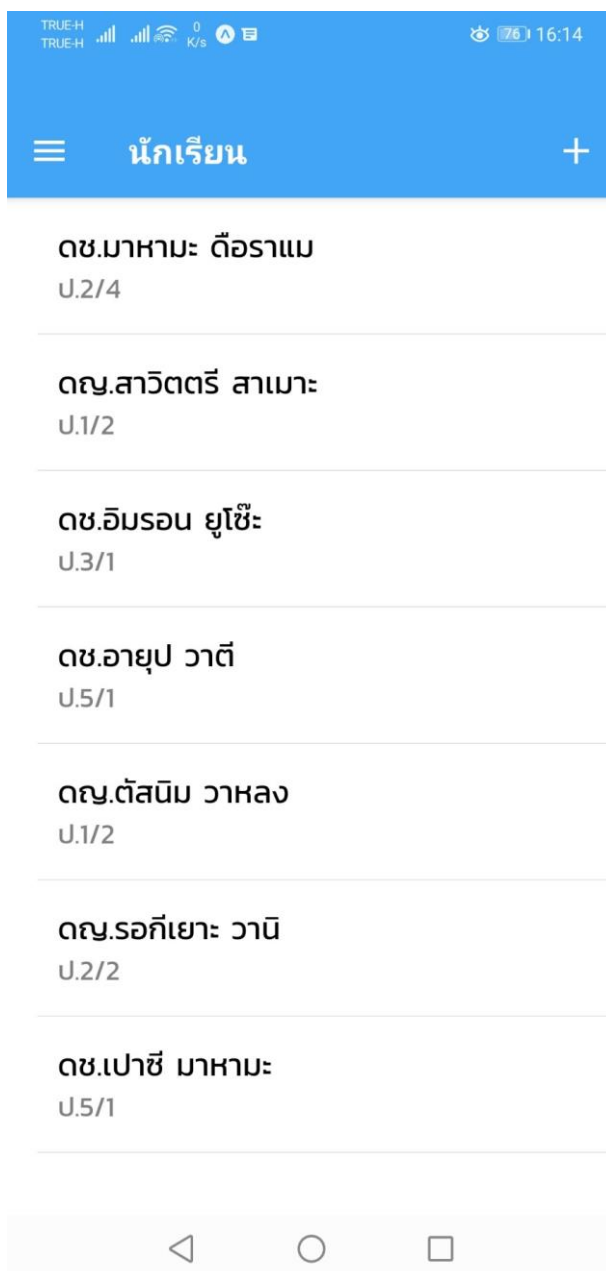 TRUE-H
TRUE-H
0
K/s
76
16:14
นักเรียน
ดช.มาหามะ ดือราแม
ป.2/4
ดญ.สาวิตตรี สาเมาะ
ป.1/2
ดช.อิมรอน ยูโซ๊ะ
ป.3/1
ดช.อายุป วาตี
ป.5/1
ดญ.ตัสนิม วาหลง
ป.1/2
ดญ.รอกีเยาะ วานิ
ป.2/2
ดช.เปาซี มาหามะ
ป.5/1